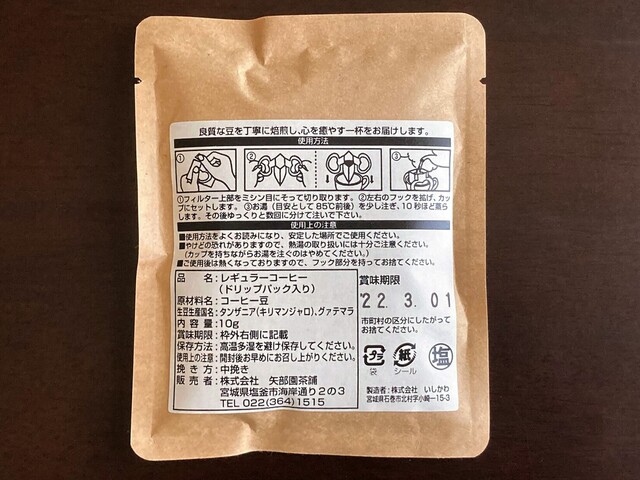 良質な豆を丁寧に焙煎し、心を癒やす一杯をお届けします。
使用方法
① ② ③
①フィルター上部をミシン目にそって切り取ります。②左右のフックを拡げ、カッ
プにセットします。③お湯（目安として85℃前後）を少し注ぎ、10秒ほど蒸ら
します。その後ゆっくりと数回に分けて注いで下さい。
使用上の注意
■使用方法をよくお読みになり、安定した場所でご使用ください。
■やけどの恐れがありますので、熱湯の取り扱いには十分ご注意ください。
（カップを持ちながらお湯を注ぐのはやめてください。）
■ご使用後は熱くなっておりますので、フック部分を持ってお捨てください。
品名：レギュラーコーヒー
（ドリップバック入り）
原材料名：コーヒー豆
生豆生産国名：タンザニア（キリマンジャロ）、グァテマラ
内容量：10g
賞味期限：枠外右側に記載
保存方法：高温多湿を避け保存してください。
使用上の注意：開封後お早めにお召し上がりください。
挽き方：中挽き
販売者：株式会社　矢部園茶舗
宮城県塩釜市海岸通り2の3
TEL 022(364)1515
賞味期限
'22. 3. 01
市町村の区分にしたがって
お捨てください。
プラ 紙 塩
袋 シール
製造者：株式会社　いしかわ
宮城県石巻市北村字小崎一15-3